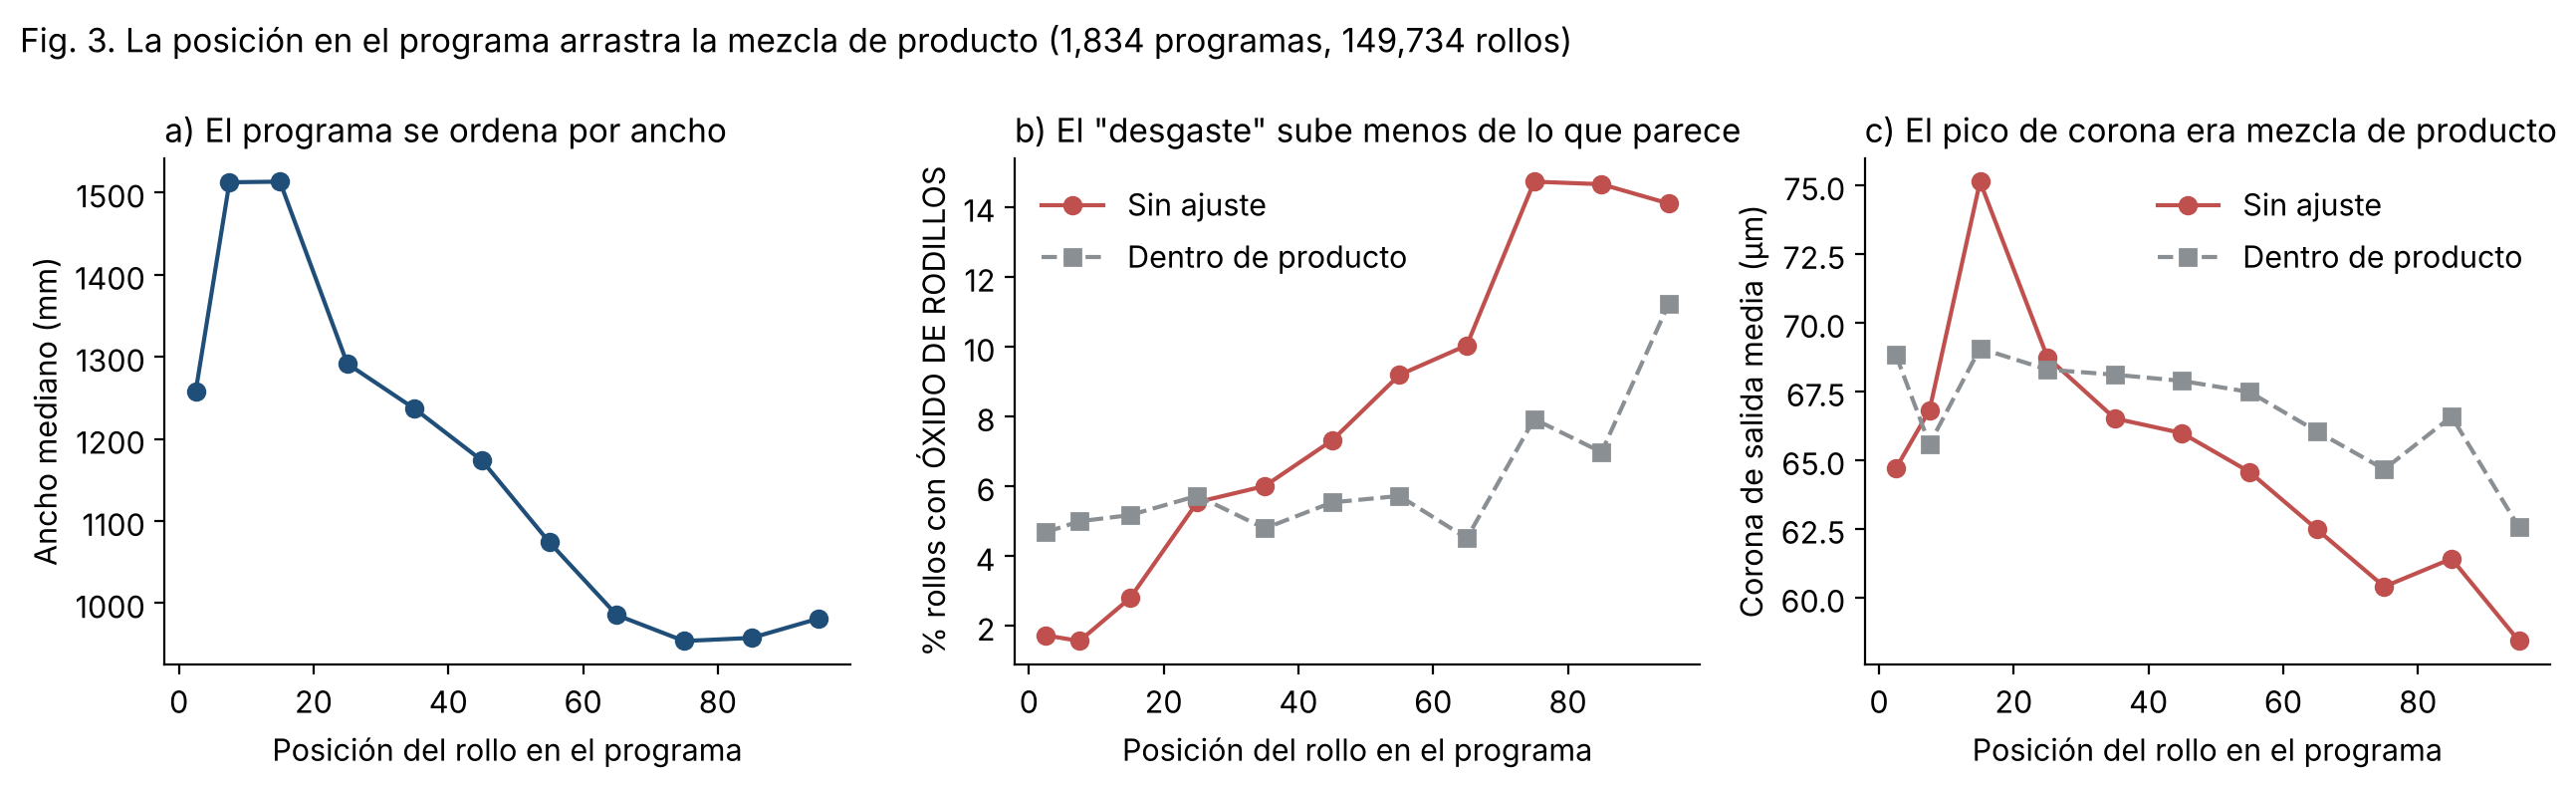 Fig. 3. La posición en el programa arrastra la mezcla de producto (1,834 programas, 149,734 rollos)
a) El programa se ordena por ancho
Ancho mediano (mm)
1500
1400
1300
1200
1100
1000
0 20 40 60 80
Posición del rollo en el programa
b) El "desgaste" sube menos de lo que parece
Sin ajuste
Dentro de producto
% rollos con ÓXIDO DE RODILLOS
14
12
10
8
6
4
2
0 20 40 60 80
Posición del rollo en el programa
c) El pico de corona era mezcla de producto
Sin ajuste
Dentro de producto
Corona de salida media (µm)
75.0
72.5
70.0
67.5
65.0
62.5
60.0
0 20 40 60 80
Posición del rollo en el programa